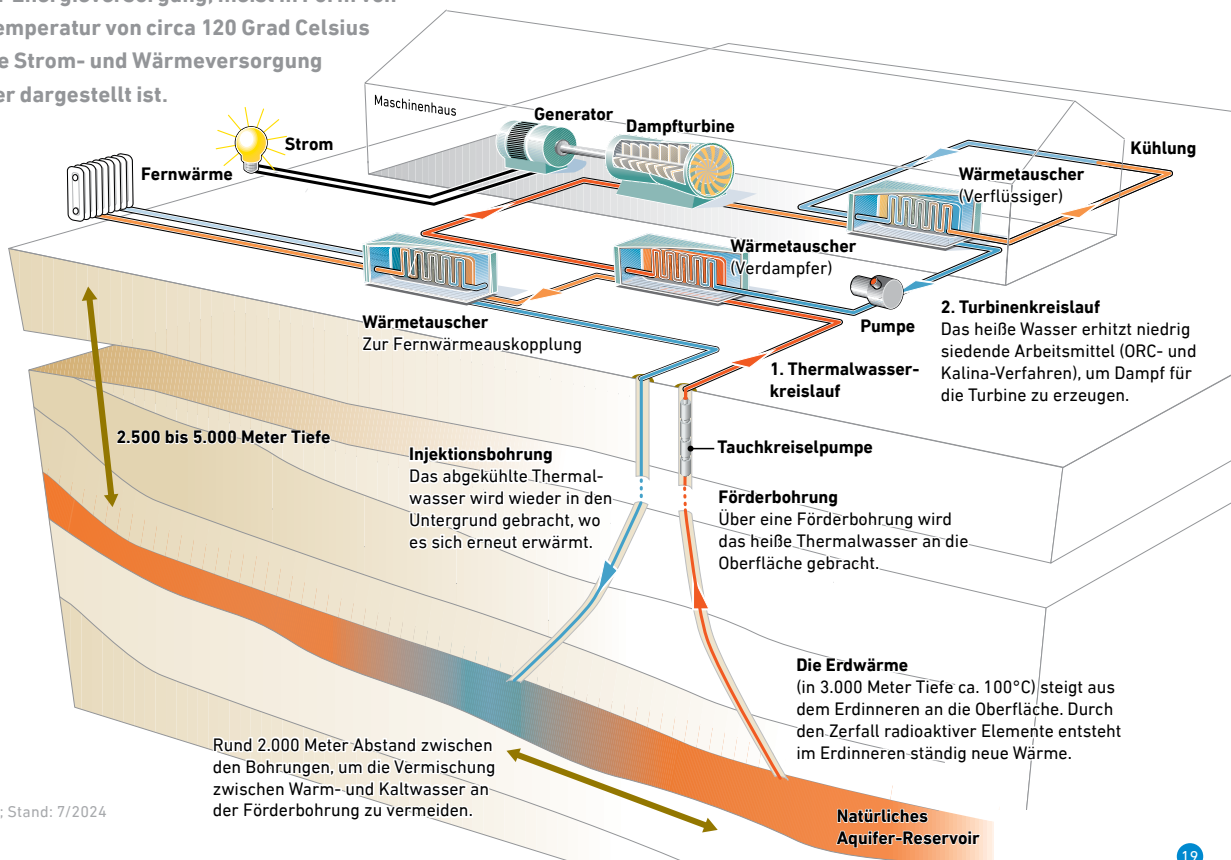 Energieversorgung, meist in Form von
emperatur von circa 120 Grad Celsius
e Strom- und Wärmeversorgung
er dargestellt ist.
Maschinenhaus
Generator
Dampfturbine
Strom
Fernwärme
Kühlung
Wärmetauscher
(Verflüssiger)
Wärmetauscher
(Verdampfer)
Wärmetauscher
Zur Fernwärmeauskopplung
Pumpe
2. Turbinenkreislauf
Das heiße Wasser erhitzt niedrig
siedende Arbeitsmittel (ORC- und
Kalina-Verfahren), um Dampf für
die Turbine zu erzeugen.
1. Thermalwasser-
kreislauf
2.500 bis 5.000 Meter Tiefe
Tauchkreiselpumpe
Injektionsbohrung
Das abgekühlte Thermal-
wasser wird wieder in den
Untergrund gebracht, wo
es sich erneut erwärmt.
Förderbohrung
Über eine Förderbohrung wird
das heiße Thermalwasser an die
Oberfläche gebracht.
Die Erdwärme
(in 3.000 Meter Tiefe ca. 100°C) steigt aus
dem Erdinneren an die Oberfläche. Durch
den Zerfall radioaktiver Elemente entsteht
im Erdinneren ständig neue Wärme.
Rund 2.000 Meter Abstand zwischen
den Bohrungen, um die Vermischung
zwischen Warm- und Kaltwasser an
der Förderbohrung zu vermeiden.
Natürliches
Aquifer-Reservoir
; Stand: 7/2024
19